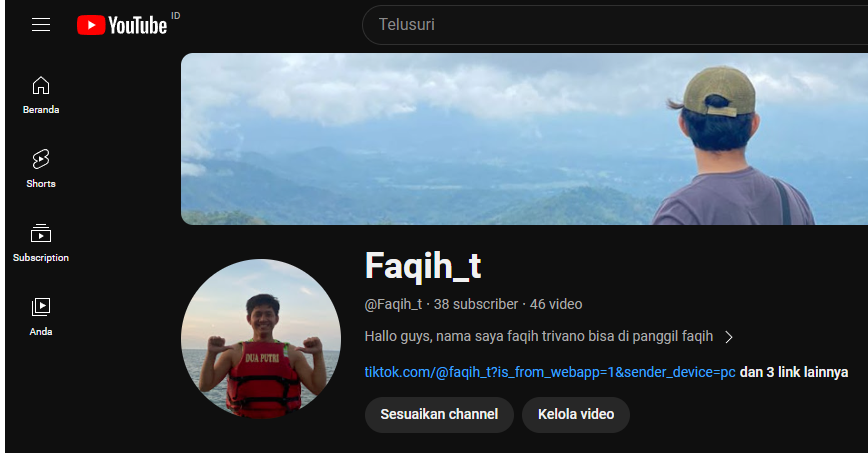 YouTube ID
Telusuri
Beranda
Shorts
Subscription
Anda
Faqih_t
@Faqih_t · 38 subscriber · 46 video
Hallo guys, nama saya faqih trivano bisa di panggil faqih
tiktok.com/@faqih_t?is_from_webapp=1&sender_device=pc dan 3 link lainnya
Sesuaikan channel
Kelola video
DUA PUTRI